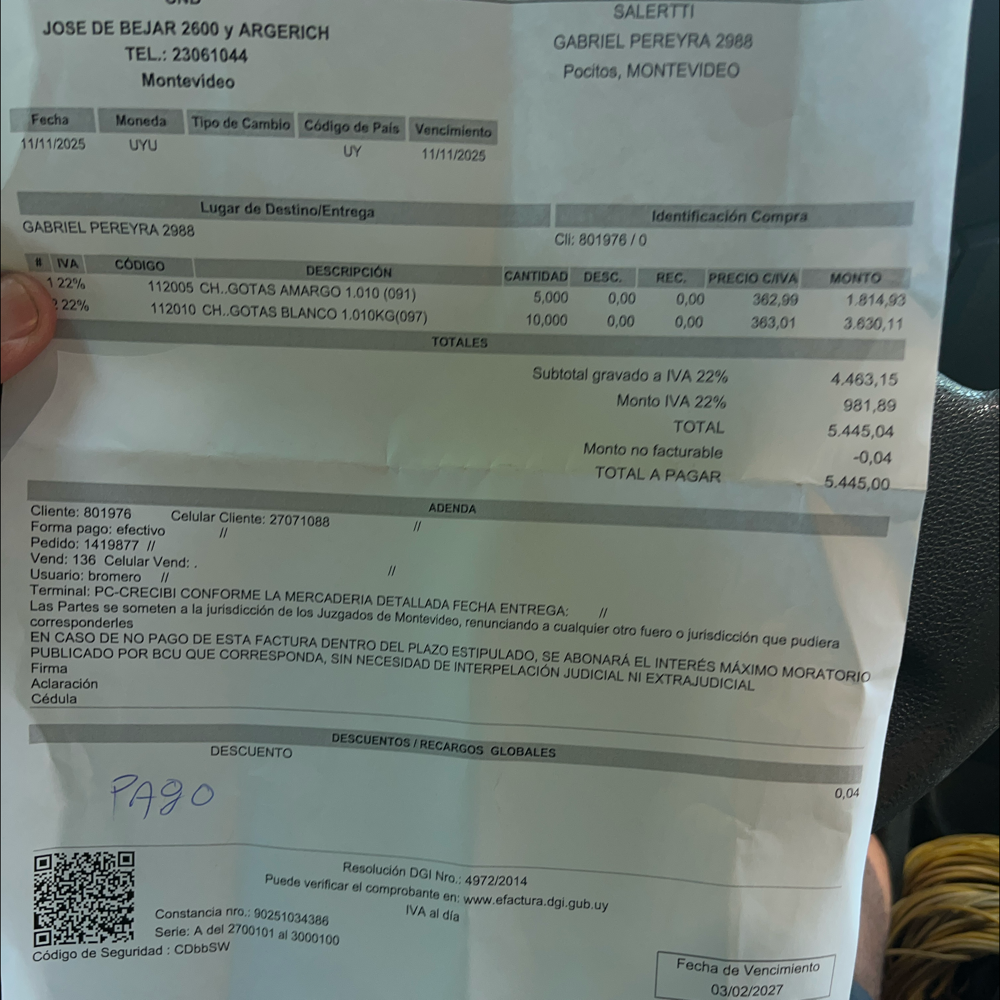 JOSE DE BEJAR 2600 y ARGERICH
TEL.: 23061044
Montevideo
SALERTTI
GABRIEL PEREYRA 2988
Pocitos, MONTEVIDEO
Fecha Moneda Tipo de Cambio Código de País Vencimiento
11/11/2025 UYU UY 11/11/2025
Lugar de Destino/Entrega
GABRIEL PEREYRA 2988
Identificación Compra
Cli: 801976 / 0
# IVA CÓDIGO DESCRIPCIÓN CANTIDAD DESC. REC. PRECIO C/IVA MONTO
1 22% 112005 CH..GOTAS AMARGO 1.010 (091) 5,000 0,00 0,00 362,99 1.814,93
2 22% 112010 CH..GOTAS BLANCO 1.010KG(097) 10,000 0,00 0,00 363,01 3.630,11
TOTALES
Subtotal gravado a IVA 22% 4.463,15
Monto IVA 22% 981,89
TOTAL 5.445,04
Monto no facturable -0,04
TOTAL A PAGAR 5.445,00
ADENDA
Cliente: 801976 Celular Cliente: 27071088 //
Forma pago: efectivo //
Pedido: 1419877 //
Vend: 136 Celular Vend: . //
Usuario: bromero //
Terminal: PC-CRECIBI CONFORME LA MERCADERIA DETALLADA FECHA ENTREGA: //
Las Partes se someten a la jurisdicción de los Juzgados de Montevideo, renunciando a cualquier otro fuero o jurisdicción que pudiera
corresponderles
EN CASO DE NO PAGO DE ESTA FACTURA DENTRO DEL PLAZO ESTIPULADO, SE ABONARÁ EL INTERÉS MÁXIMO MORATORIO
PUBLICADO POR BCU QUE CORRESPONDA, SIN NECESIDAD DE INTERPELACIÓN JUDICIAL NI EXTRAJUDICIAL
Firma
Aclaración
Cédula
DESCUENTOS / RECARGOS GLOBALES
DESCUENTO
0,04
PAgO
Resolución DGI Nro.: 4972/2014
Puede verificar el comprobante en: www.efactura.dgi.gub.uy
IVA al día
Constancia nro.: 90251034386
Serie: A del 2700101 al 3000100
Código de Seguridad : CDbbSW
Fecha de Vencimiento
03/02/2027